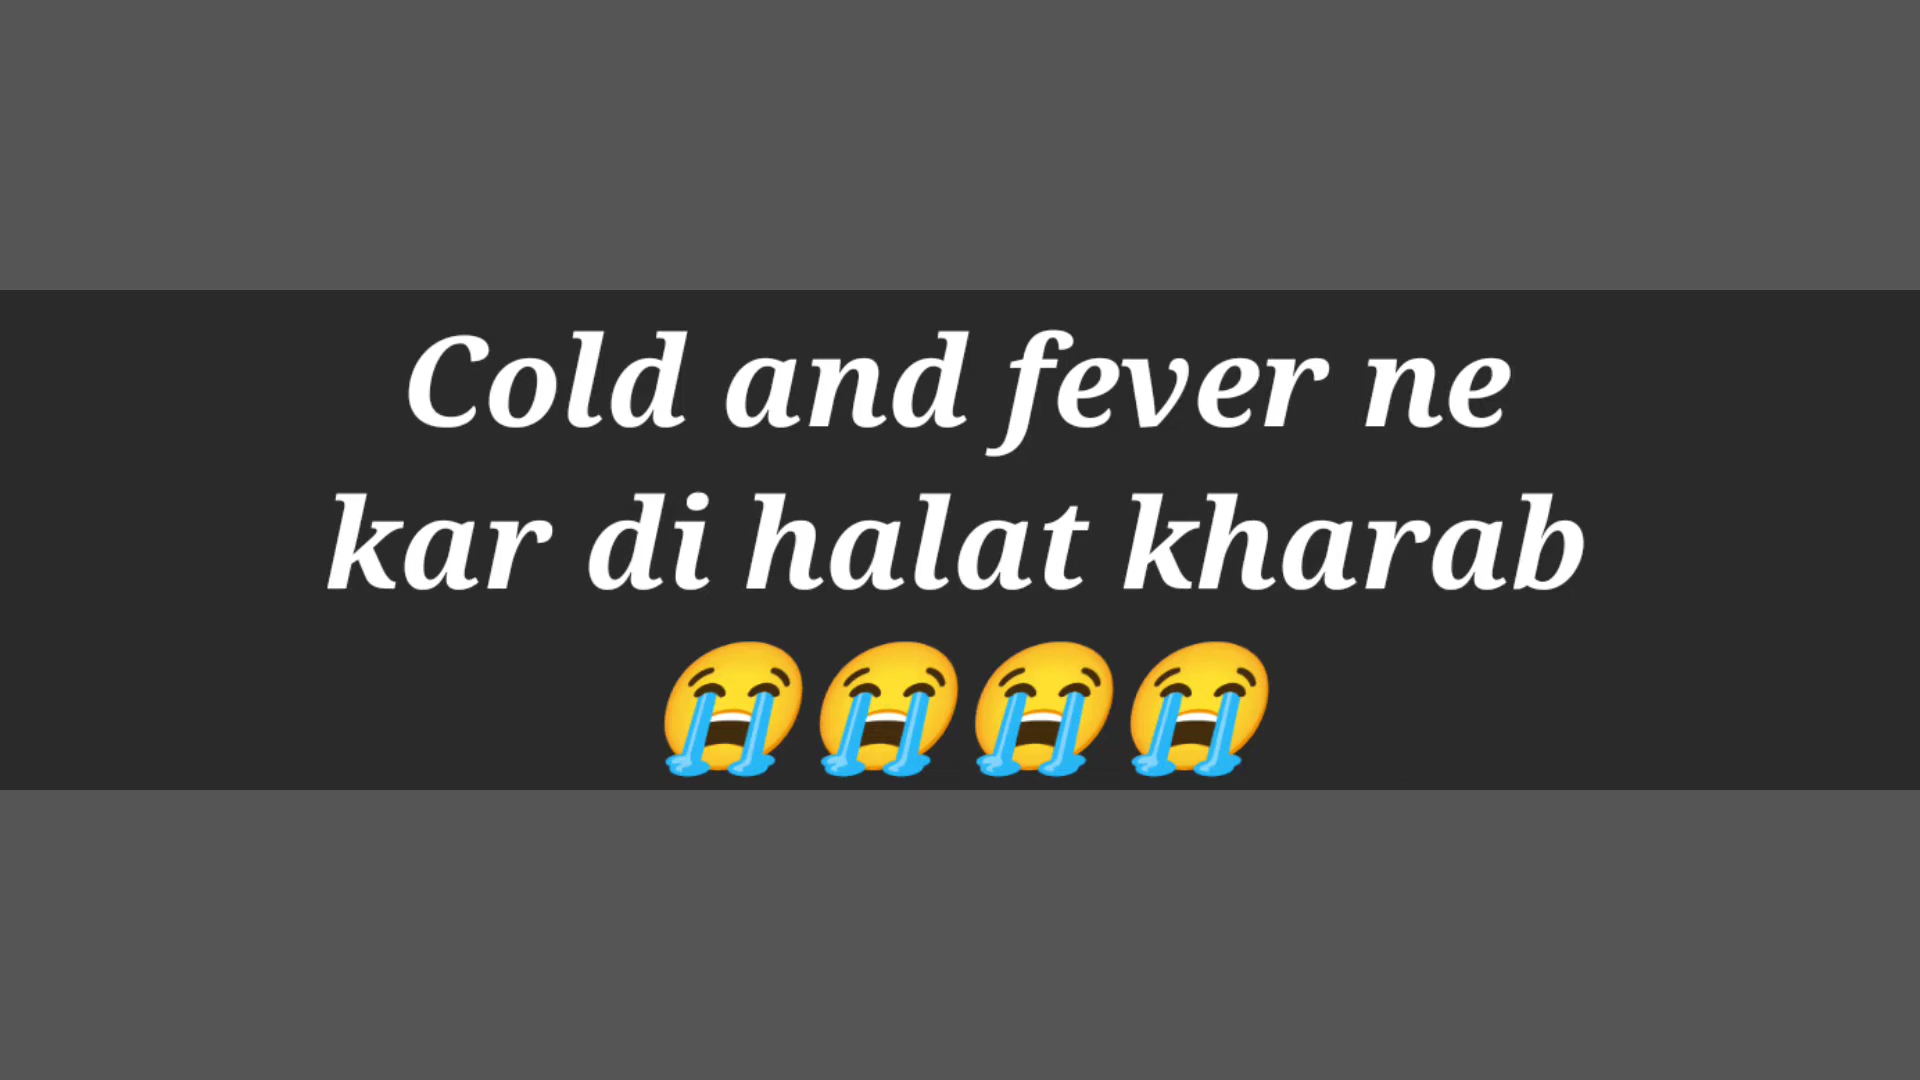 Cold and fever ne
kar di halat kharab
😭😭😭😭